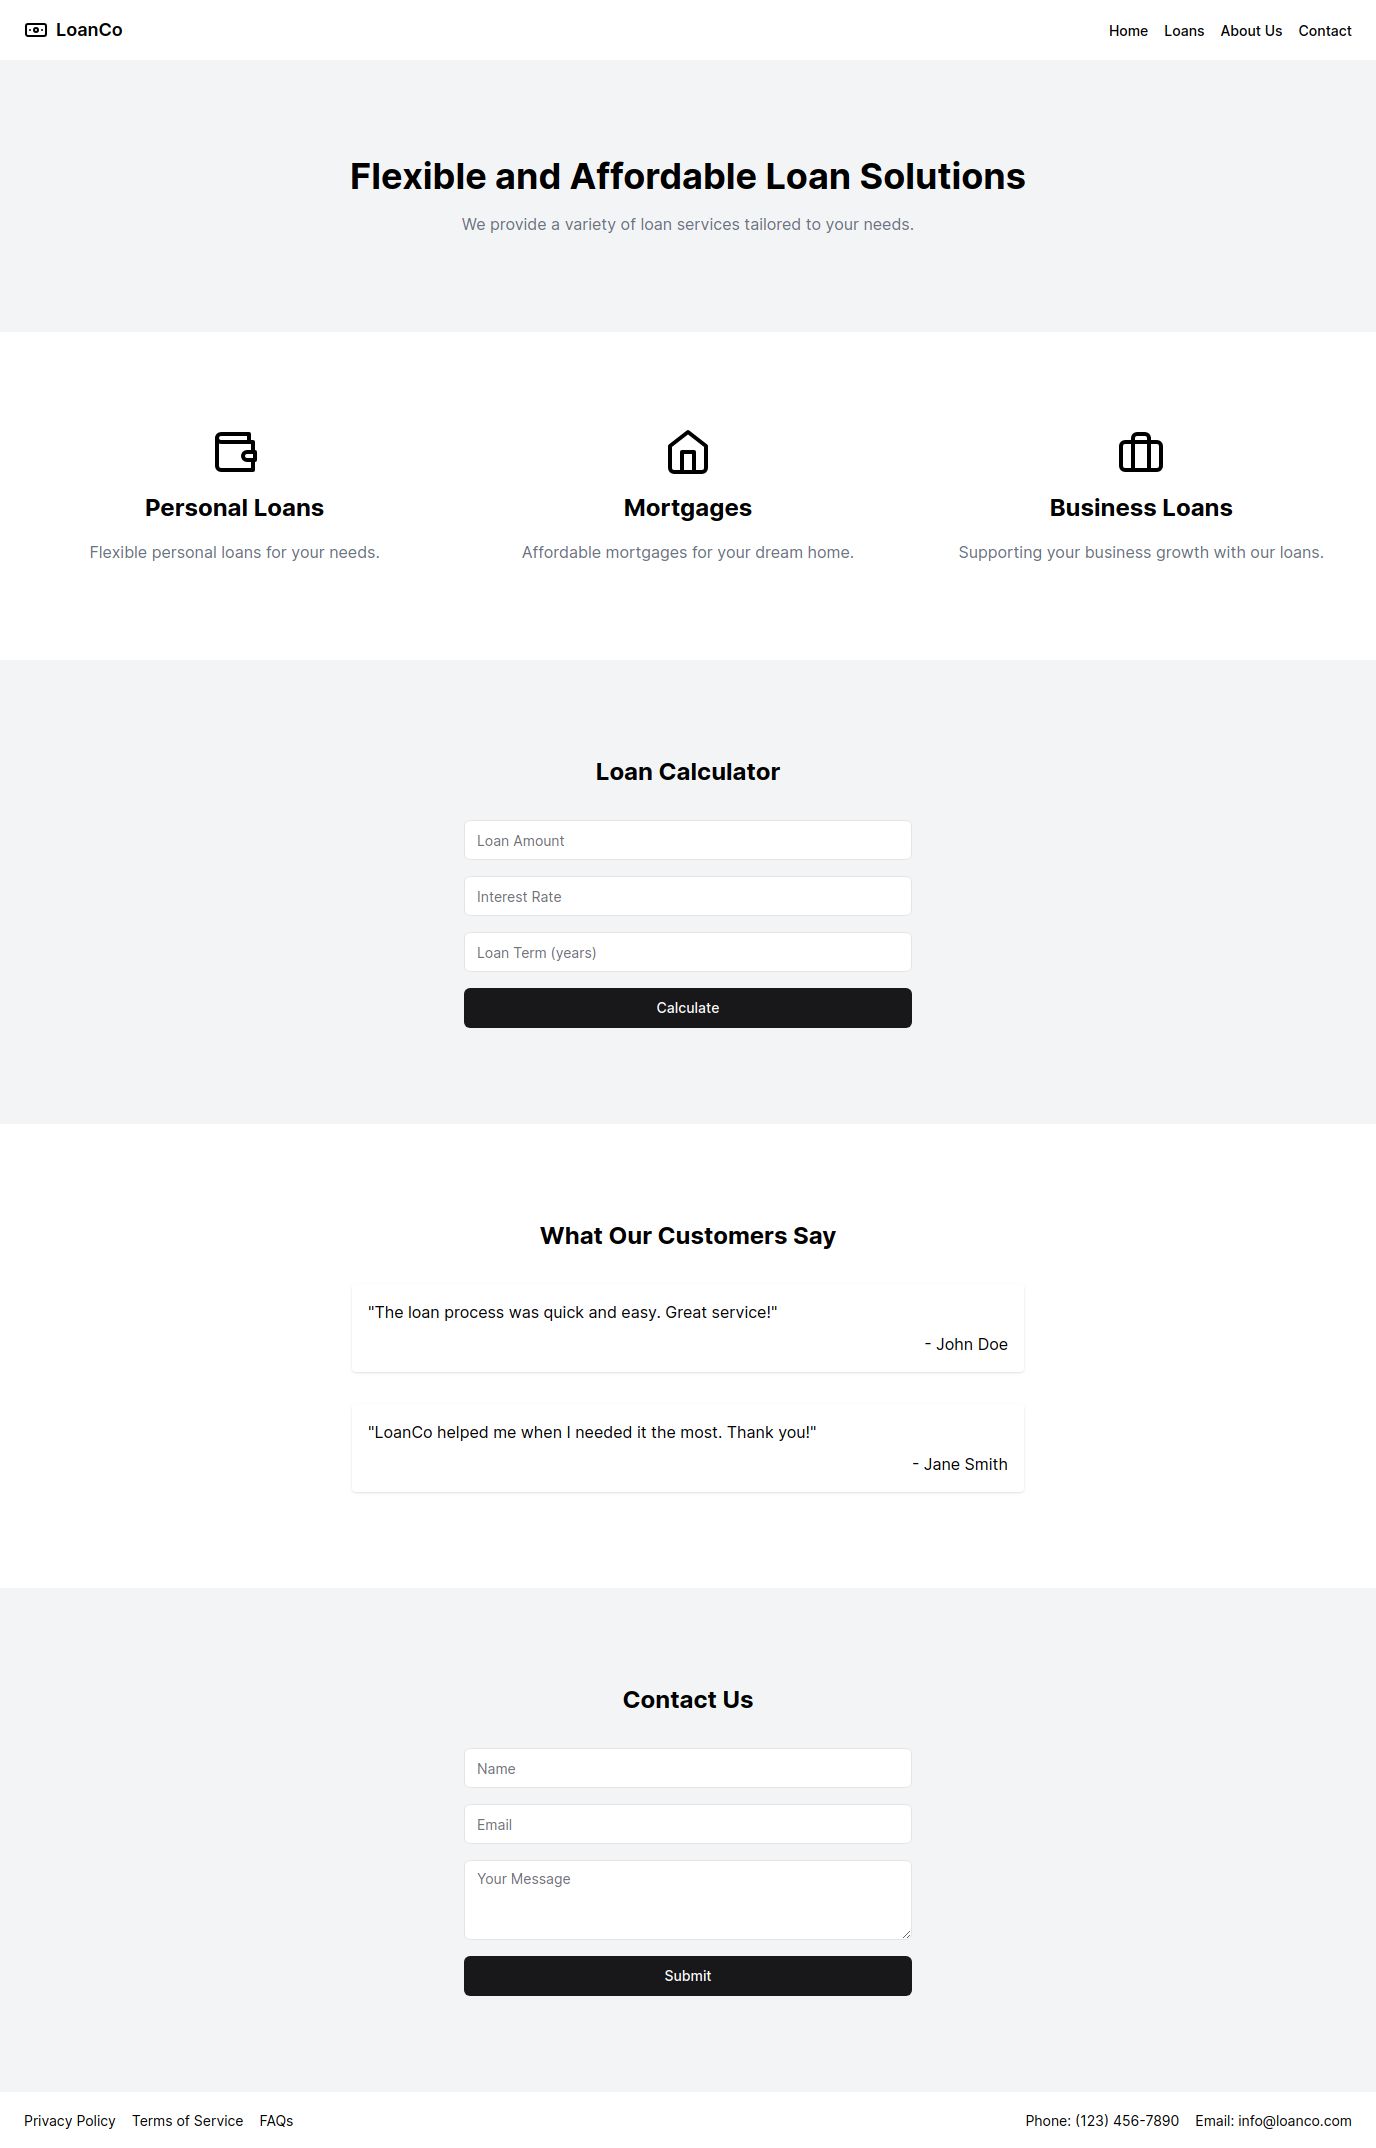 LoanCo
Home Loans About Us Contact
Flexible and Affordable Loan Solutions
We provide a variety of loan services tailored to your needs.
Personal Loans
Flexible personal loans for your needs.
Mortgages
Affordable mortgages for your dream home.
Business Loans
Supporting your business growth with our loans.
Loan Calculator
Loan Amount
Interest Rate
Loan Term (years)
Calculate
What Our Customers Say
"The loan process was quick and easy. Great service!"
- John Doe
"LoanCo helped me when I needed it the most. Thank you!"
- Jane Smith
Contact Us
Name
Email
Your Message
Submit
Privacy Policy Terms of Service FAQs
Phone: (123) 456-7890 Email: info@loanco.com